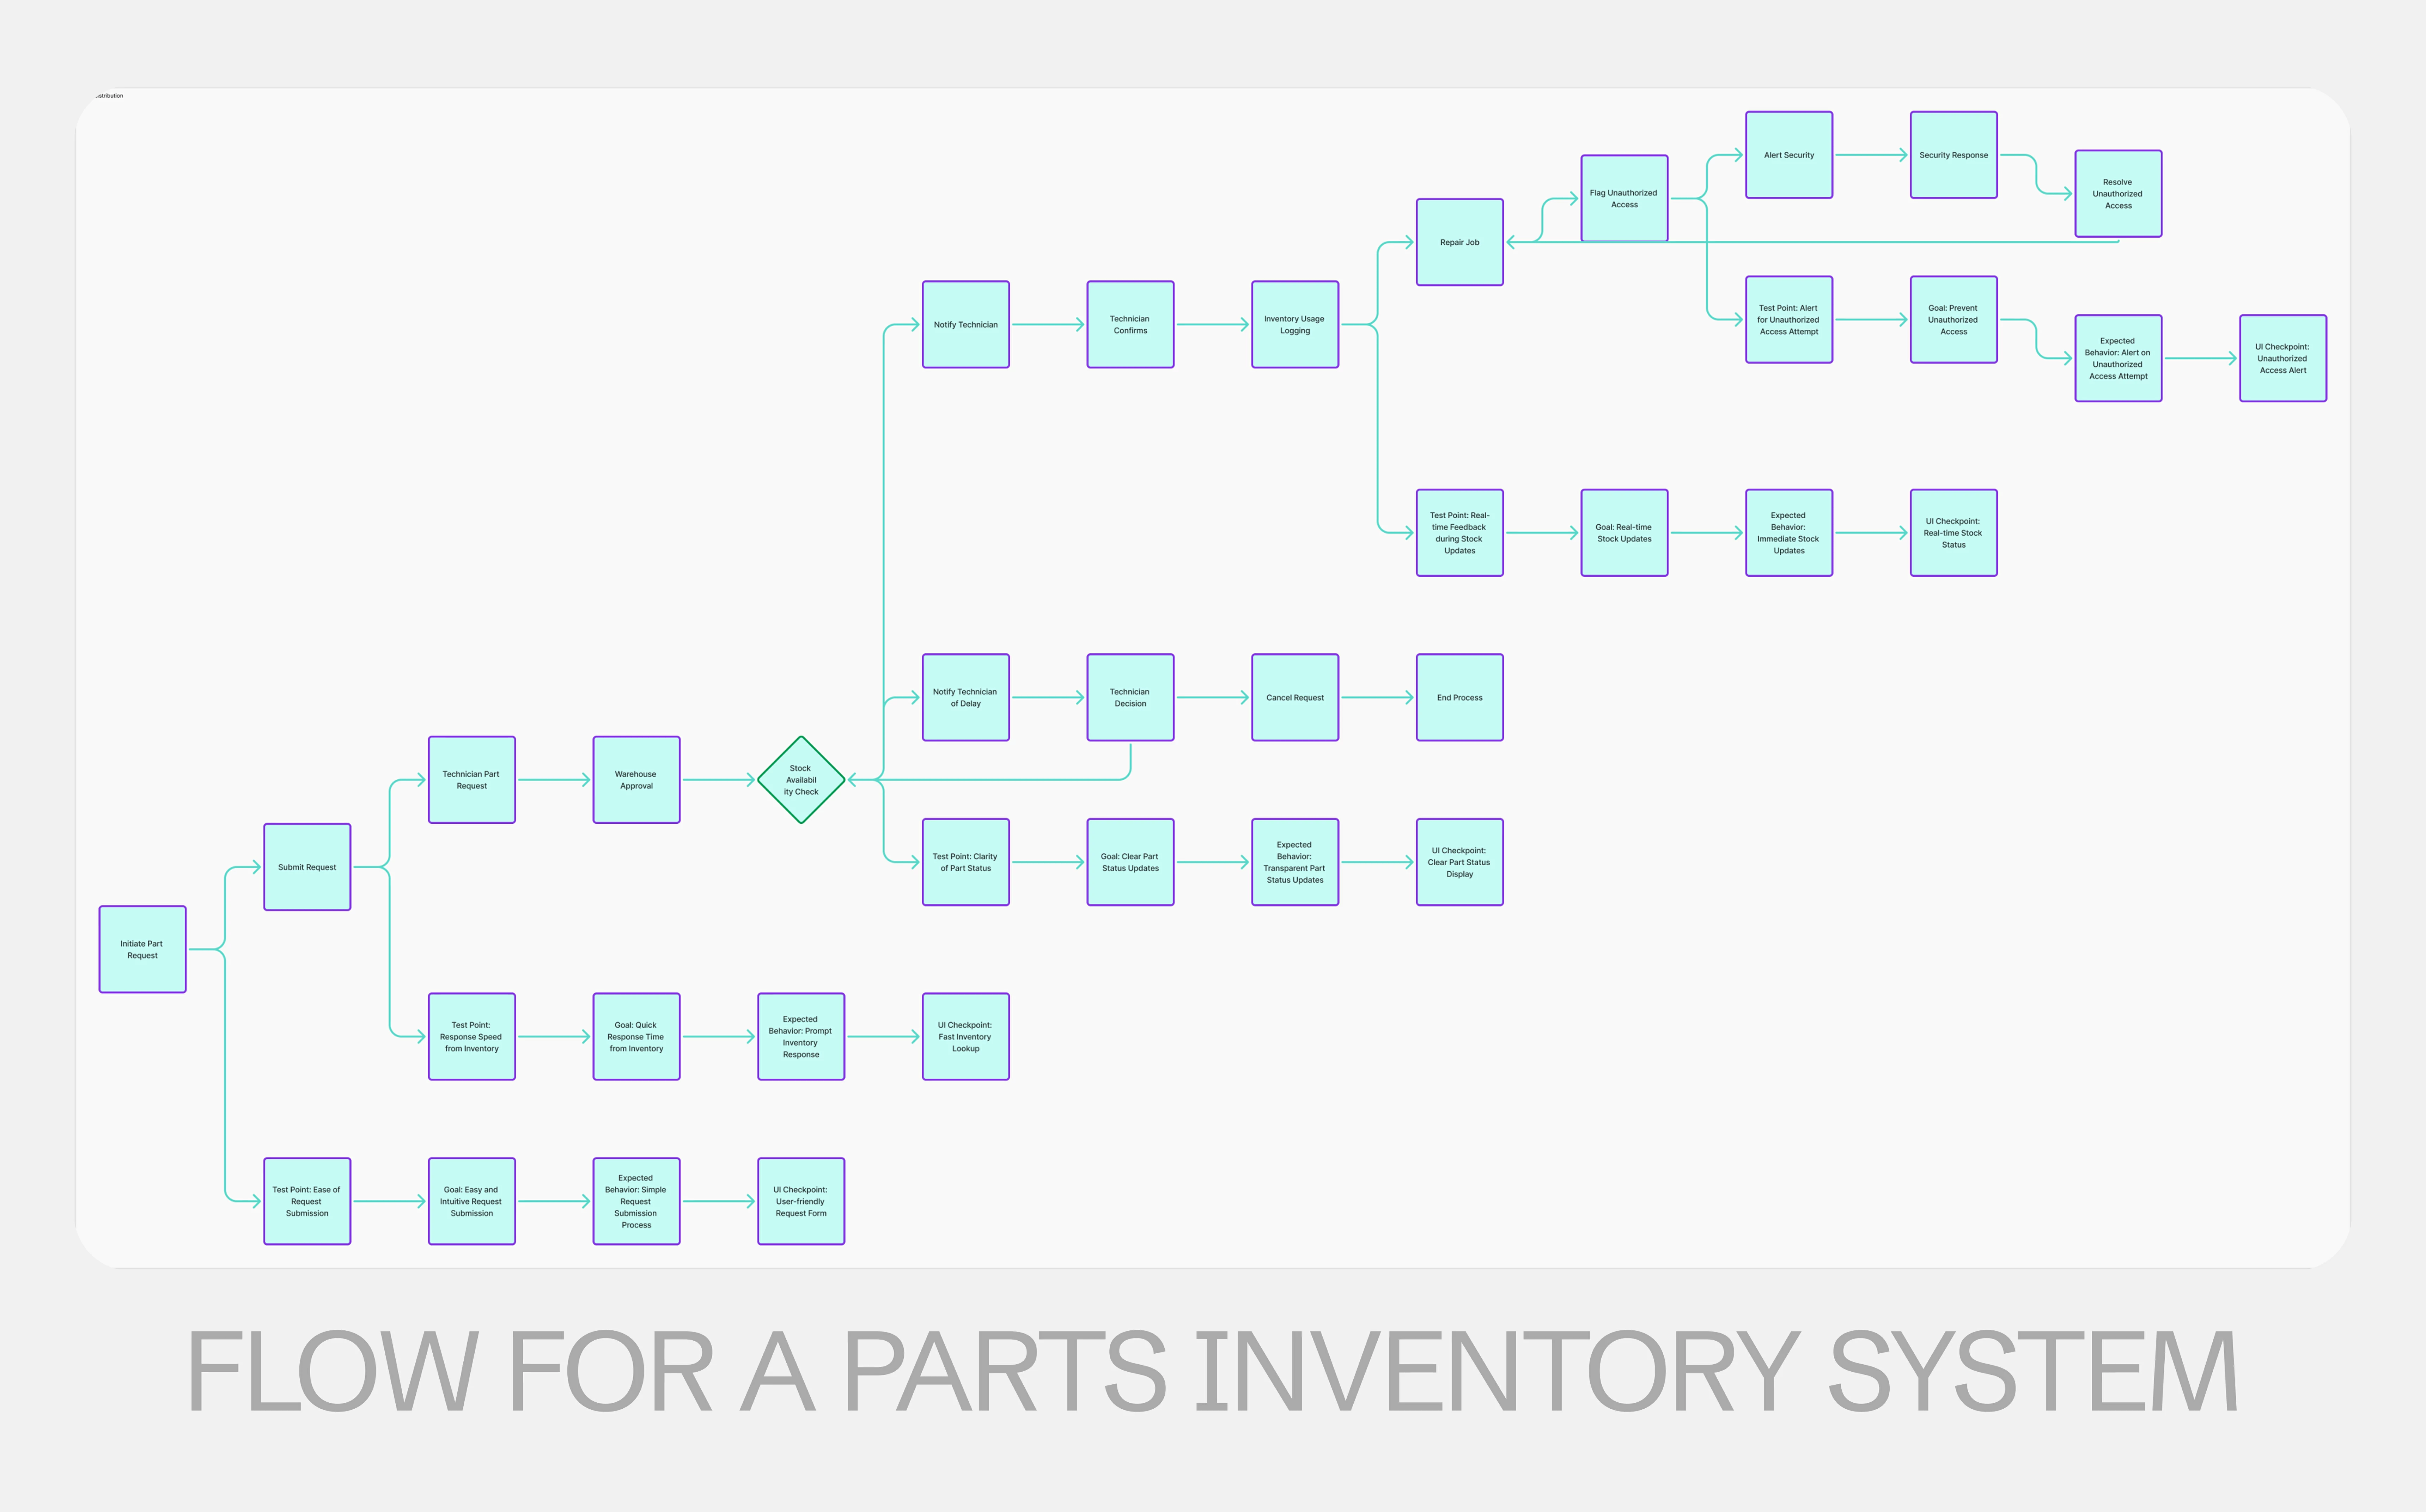 istribution
Alert Security
Security Response
Resolve
Unauthorized
Access
Flag Unauthorized
Access
Repair Job
Notify Technician
Technician
Confirms
Inventory Usage
Logging
Test Point: Alert
for Unauthorized
Access Attempt
Goal: Prevent
Unauthorized
Access
Expected
Behavior: Alert on
Unauthorized
Access Attempt
UI Checkpoint:
Unauthorized
Access Alert
Test Point: Real-
time Feedback
during Stock
Updates
Goal: Real-time
Stock Updates
Expected
Behavior:
Immediate Stock
Updates
UI Checkpoint:
Real-time Stock
Status
Notify Technician
of Delay
Technician
Decision
Cancel Request
End Process
Technician Part
Request
Warehouse
Approval
Stock
Availabil
ity Check
Test Point: Clarity
of Part Status
Goal: Clear Part
Status Updates
Expected
Behavior:
Transparent Part
Status Updates
UI Checkpoint:
Clear Part Status
Display
Submit Request
Initiate Part
Request
Test Point:
Response Speed
from Inventory
Goal: Quick
Response Time
from Inventory
Expected
Behavior: Prompt
Inventory
Response
UI Checkpoint:
Fast Inventory
Lookup
Test Point: Ease of
Request
Submission
Goal: Easy and
Intuitive Request
Submission
Expected
Behavior: Simple
Request
Submission
Process
UI Checkpoint:
User-friendly
Request Form
FLOW FOR A PARTS INVENTORY SYSTEM